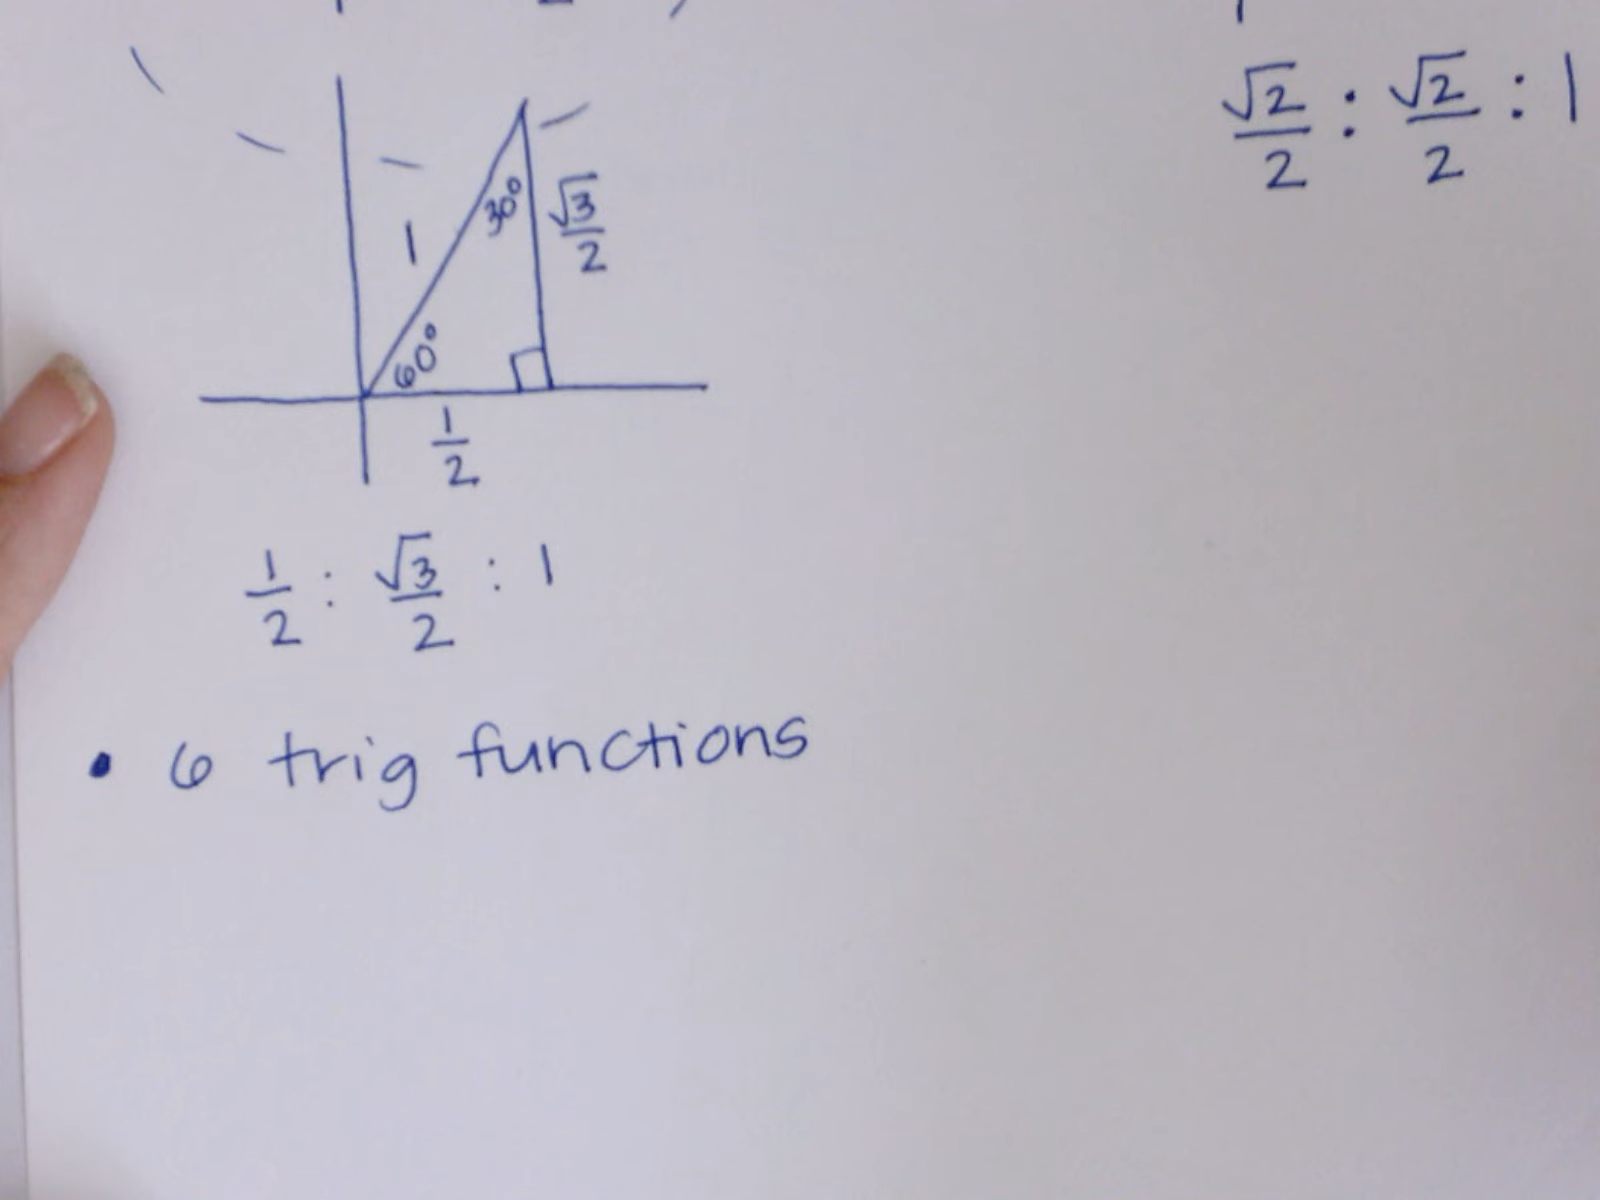 √2/2 : √2/2 : 1
30°
√3/2
1
60°
1/2
1/2 : √3/2 : 1
• 6 trig functions